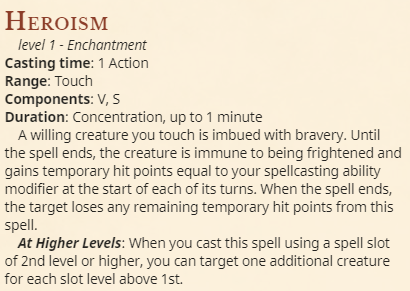 Heroism
level 1 - Enchantment
Casting time: 1 Action
Range: Touch
Components: V, S
Duration: Concentration, up to 1 minute
A willing creature you touch is imbued with bravery. Until
the spell ends, the creature is immune to being frightened and
gains temporary hit points equal to your spellcasting ability
modifier at the start of each of its turns. When the spell ends,
the target loses any remaining temporary hit points from this
spell.
At Higher Levels: When you cast this spell using a spell slot
of 2nd level or higher, you can target one additional creature
for each slot level above 1st.